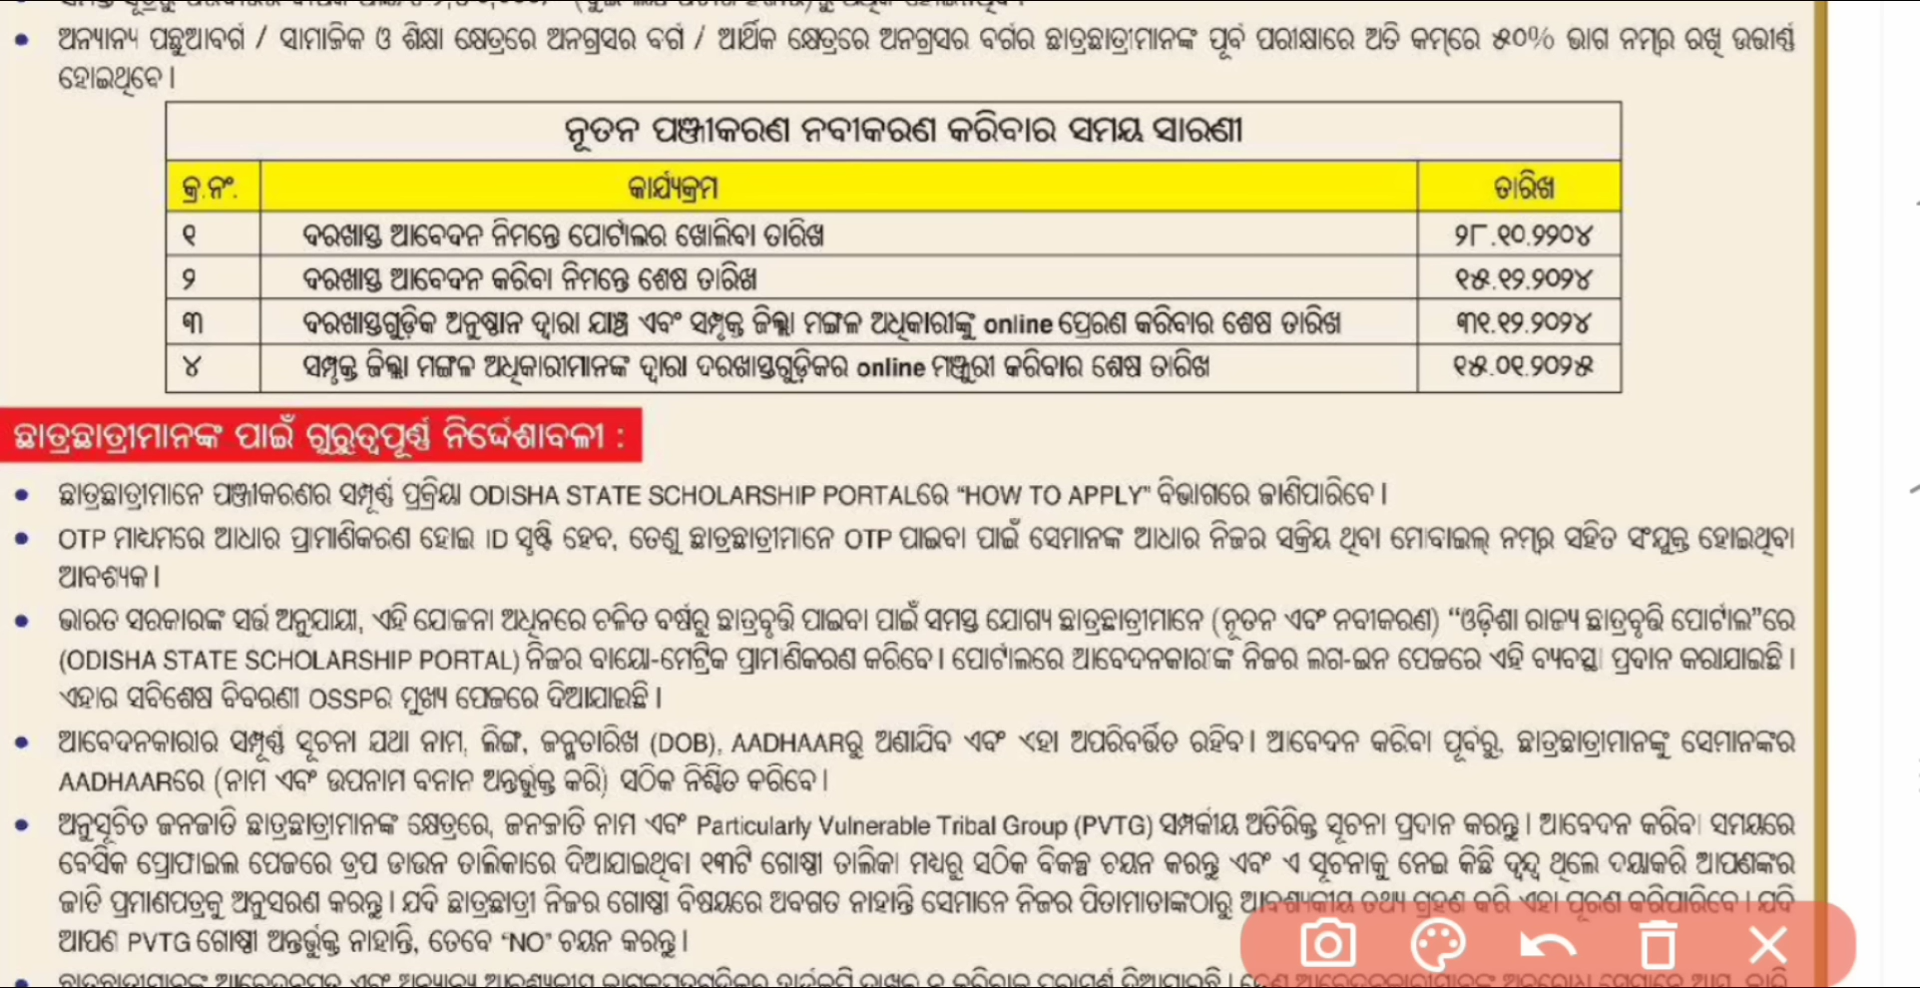 • ଅନ୍ୟାନ୍ୟ ପଛୁଆବର୍ଗ / ସାମାଜିକ ଓ ଶିକ୍ଷା କ୍ଷେତ୍ରରେ ଅନଗ୍ରସର ବର୍ଗ / ଆର୍ଥିକ କ୍ଷେତ୍ରରେ ଅନଗ୍ରସର ବର୍ଗର ଛାତ୍ରଛାତ୍ରୀମାନଙ୍କ ପୂର୍ବ ପରୀକ୍ଷାରେ ଅତି କମ୍‌ରେ ୫୦% ଭାଗ ନମ୍ବର ରଖି ଉତ୍ତୀର୍ଣ୍ଣ
ହୋଇଥିବେ।
ନୂତନ ପଞ୍ଜୀକରଣ ନବୀକରଣ କରିବାର ସମୟ ସାରଣୀ
କ୍ର.ନଂ. କାର୍ଯ୍ୟକ୍ରମ ତାରିଖ
୧ ଦରଖାସ୍ତ ଆବେଦନ ନିମନ୍ତେ ପୋର୍ଟାଲର ଖୋଲିବା ତାରିଖ ୨୮.୧୦.୨୨୦୪
୨ ଦରଖାସ୍ତ ଆବେଦନ କରିବା ନିମନ୍ତେ ଶେଷ ତାରିଖ ୧୫.୧୨.୨୦୨୪
୩ ଦରଖାସ୍ତଗୁଡ଼ିକ ଅନୁଷ୍ଠାନ ଦ୍ୱାରା ଯାଞ୍ଚ ଏବଂ ସମ୍ପୃକ୍ତ ଜିଲ୍ଲା ମଙ୍ଗଳ ଅଧିକାରୀଙ୍କୁ online ପ୍ରେରଣ କରିବାର ଶେଷ ତାରିଖ ୩୧.୧୨.୨୦୨୪
୪ ସମ୍ପୃକ୍ତ ଜିଲ୍ଲା ମଙ୍ଗଳ ଅଧିକାରୀମାନଙ୍କ ଦ୍ୱାରା ଦରଖାସ୍ତଗୁଡ଼ିକର online ମଞ୍ଜୁରୀ କରିବାର ଶେଷ ତାରିଖ ୧୫.୦୧.୨୦୨୫
ଛାତ୍ରଛାତ୍ରୀମାନଙ୍କ ପାଇଁ ଗୁରୁତ୍ୱପୂର୍ଣ୍ଣ ନିର୍ଦ୍ଦେଶାବଳୀ :
• ଛାତ୍ରଛାତ୍ରୀମାନେ ପଞ୍ଜୀକରଣର ସମ୍ପୂର୍ଣ୍ଣ ପ୍ରକ୍ରିୟା ODISHA STATE SCHOLARSHIP PORTALରେ “HOW TO APPLY” ବିଭାଗରେ ଜାଣିପାରିବେ।
• OTP ମାଧ୍ୟମରେ ଆଧାର ପ୍ରାମାଣିକରଣ ହୋଇ ID ସୃଷ୍ଟି ହେବ, ତେଣୁ ଛାତ୍ରଛାତ୍ରୀମାନେ OTP ପାଇବା ପାଇଁ ସେମାନଙ୍କ ଆଧାର ନିଜର ସକ୍ରିୟ ଥିବା ମୋବାଇଲ୍ ନମ୍ବର ସହିତ ସଂଯୁକ୍ତ ହୋଇଥିବା
ଆବଶ୍ୟକ।
• ଭାରତ ସରକାରଙ୍କ ସର୍ତ୍ତ ଅନୁଯାୟୀ, ଏହି ଯୋଜନା ଅଧିନରେ ଚଳିତ ବର୍ଷରୁ ଛାତ୍ରବୃତ୍ତି ପାଇବା ପାଇଁ ସମସ୍ତ ଯୋଗ୍ୟ ଛାତ୍ରଛାତ୍ରୀମାନେ (ନୂତନ ଏବଂ ନବୀକରଣ) “ଓଡ଼ିଶା ରାଜ୍ୟ ଛାତ୍ରବୃତ୍ତି ପୋର୍ଟାଲ”ରେ
(ODISHA STATE SCHOLARSHIP PORTAL) ନିଜର ବାୟୋ-ମେଟ୍ରିକ ପ୍ରାମାଣିକରଣ କରିବେ। ପୋର୍ଟାଲରେ ଆବେଦନକାରୀଙ୍କ ନିଜର ଲଗ-ଇନ ପେଜରେ ଏହି ବ୍ୟବସ୍ଥା ପ୍ରଦାନ କରାଯାଇଛି।
ଏହାର ସବିଶେଷ ବିବରଣୀ OSSPର ମୁଖ୍ୟ ପେଜରେ ଦିଆଯାଇଛି।
• ଆବେଦନକାରୀର ସମ୍ପୂର୍ଣ୍ଣ ସୂଚନା ଯଥା ନାମ, ଲିଙ୍ଗ, ଜନ୍ମତାରିଖ (DOB), AADHAARରୁ ଅଣାଯିବ ଏବଂ ଏହା ଅପରିବର୍ତ୍ତିତ ରହିବ। ଆବେଦନ କରିବା ପୂର୍ବରୁ, ଛାତ୍ରଛାତ୍ରୀମାନଙ୍କୁ ସେମାନଙ୍କର
AADHAARରେ (ନାମ ଏବଂ ଉପନାମ ବନାନ ଅନ୍ତର୍ଭୁକ୍ତ କରି) ସଠିକ ନିଶ୍ଚିତ କରିବେ।
• ଅନୁସୂଚିତ ଜନଜାତି ଛାତ୍ରଛାତ୍ରୀମାନଙ୍କ କ୍ଷେତ୍ରରେ, ଜନଜାତି ନାମ ଏବଂ Particularly Vulnerable Tribal Group (PVTG) ସମ୍ପର୍କୀୟ ଅତିରିକ୍ତ ସୂଚନା ପ୍ରଦାନ କରନ୍ତୁ। ଆବେଦନ କରିବା ସମୟରେ
ବେସିକ ପ୍ରୋଫାଇଲ ପେଜରେ ଡ୍ରପ ଡାଉନ ତାଲିକାରେ ଦିଆଯାଇଥିବା ୧୩ଟି ଗୋଷ୍ଠୀ ତାଲିକା ମଧ୍ୟରୁ ସଠିକ ବିକଳ୍ପ ଚୟନ କରନ୍ତୁ ଏବଂ ଏ ସୂଚନାକୁ ନେଇ କିଛି ଦ୍ୱନ୍ଦ୍ୱ ଥିଲେ ଦୟାକରି ଆପଣଙ୍କର
ଜାତି ପ୍ରମାଣପତ୍ରକୁ ଅନୁସରଣ କରନ୍ତୁ। ଯଦି ଛାତ୍ରଛାତ୍ରୀ ନିଜର ଗୋଷ୍ଠୀ ବିଷୟରେ ଅବଗତ ନାହାନ୍ତି ସେମାନେ ନିଜର ପିତାମାତାଙ୍କଠାରୁ ଆବଶ୍ୟକୀୟ ତଥ୍ୟ ଗ୍ରହଣ କରି ଏହା ପୂରଣ କରିପାରିବେ। ଯଦି
ଆପଣ PVTG ଗୋଷ୍ଠୀ ଅନ୍ତର୍ଭୁକ୍ତ ନାହାନ୍ତି, ତେବେ “NO” ଚୟନ କରନ୍ତୁ।